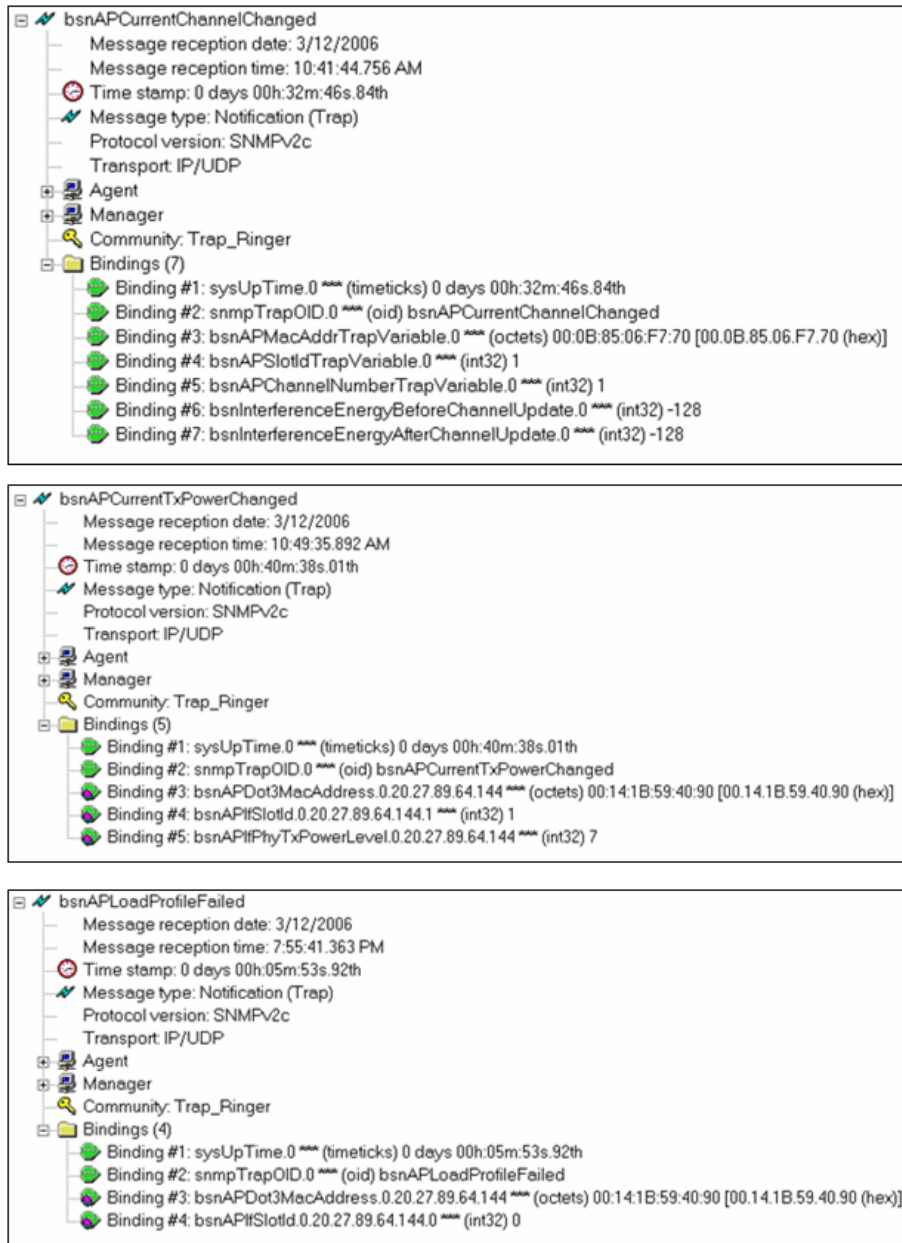 bsnAPCurrentChannelChanged
Message reception date: 3/12/2006
Message reception time: 10:41:44.756 AM
Time stamp: 0 days 00h:32m:46s.84th
Message type: Notification (Trap)
Protocol version: SNMPv2c
Transport: IP/UDP
Agent
Manager
Community: Trap_Ringer
Bindings (7)
Binding #1: sysUpTime.0 *** (timeticks) 0 days 00h:32m:46s.84th
Binding #2: snmpTrapOID.0 *** (oid) bsnAPCurrentChannelChanged
Binding #3: bsnAPMacAddrTrapVariable.0 *** (octets) 00:0B:85:06:F7:70 [00.0B.85.06.F7.70 (hex)]
Binding #4: bsnAPSlotIdTrapVariable.0 *** (int32) 1
Binding #5: bsnAPChannelNumberTrapVariable.0 *** (int32) 1
Binding #6: bsnInterferenceEnergyBeforeChannelUpdate.0 *** (int32) -128
Binding #7: bsnInterferenceEnergyAfterChannelUpdate.0 *** (int32) -128
bsnAPCurrentTxPowerChanged
Message reception date: 3/12/2006
Message reception time: 10:49:35.892 AM
Time stamp: 0 days 00h:40m:38s.01th
Message type: Notification (Trap)
Protocol version: SNMPv2c
Transport: IP/UDP
Agent
Manager
Community: Trap_Ringer
Bindings (5)
Binding #1: sysUpTime.0 *** (timeticks) 0 days 00h:40m:38s.01th
Binding #2: snmpTrapOID.0 *** (oid) bsnAPCurrentTxPowerChanged
Binding #3: bsnAPDot3MacAddress.0.20.27.89.64.144 *** (octets) 00:14:1B:59:40:90 [00.14.1B.59.40.90 (hex)]
Binding #4: bsnAPIfSlotId.0.20.27.89.64.144.1 *** (int32) 1
Binding #5: bsnAPIfPhyTxPowerLevel.0.20.27.89.64.144 *** (int32) 7
bsnAPLoadProfileFailed
Message reception date: 3/12/2006
Message reception time: 7:55:41.363 PM
Time stamp: 0 days 00h:05m:53s.92th
Message type: Notification (Trap)
Protocol version: SNMPv2c
Transport: IP/UDP
Agent
Manager
Community: Trap_Ringer
Bindings (4)
Binding #1: sysUpTime.0 *** (timeticks) 0 days 00h:05m:53s.92th
Binding #2: snmpTrapOID.0 *** (oid) bsnAPLoadProfileFailed
Binding #3: bsnAPDot3MacAddress.0.20.27.89.64.144 *** (octets) 00:14:1B:59:40:90 [00.14.1B.59.40.90 (hex)]
Binding #4: bsnAPIfSlotId.0.20.27.89.64.144.0 *** (int32) 0